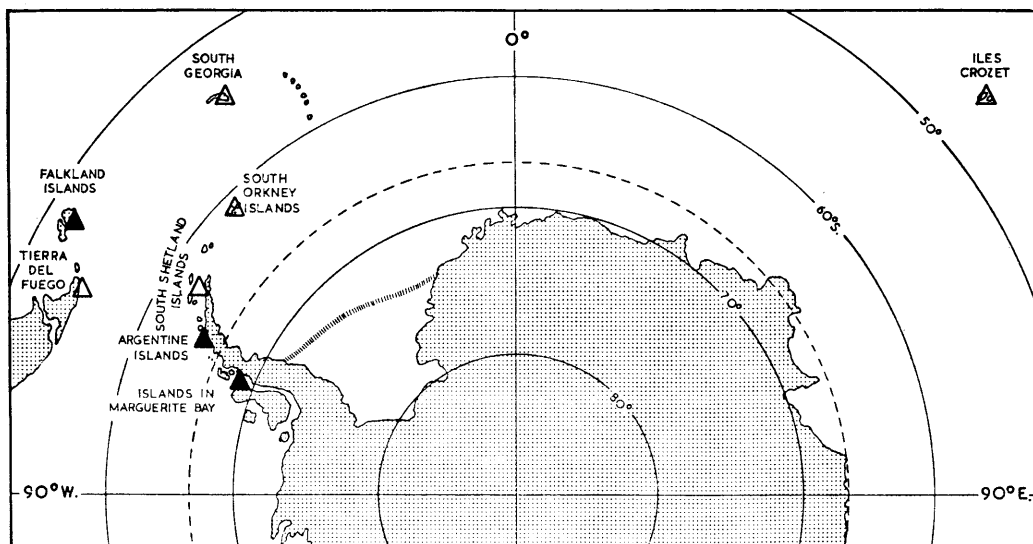 0°
SOUTH
GEORGIA
ILES
CROZET
50°
FALKLAND
ISLANDS
SOUTH
ORKNEY
ISLANDS
60°S.
TIERRA
DEL
FUEGO
SOUTH SHETLAND
ISLANDS
70°
ARGENTINE
ISLANDS
ISLANDS IN
MARGUERITE BAY
80°
90°W.
90°E.